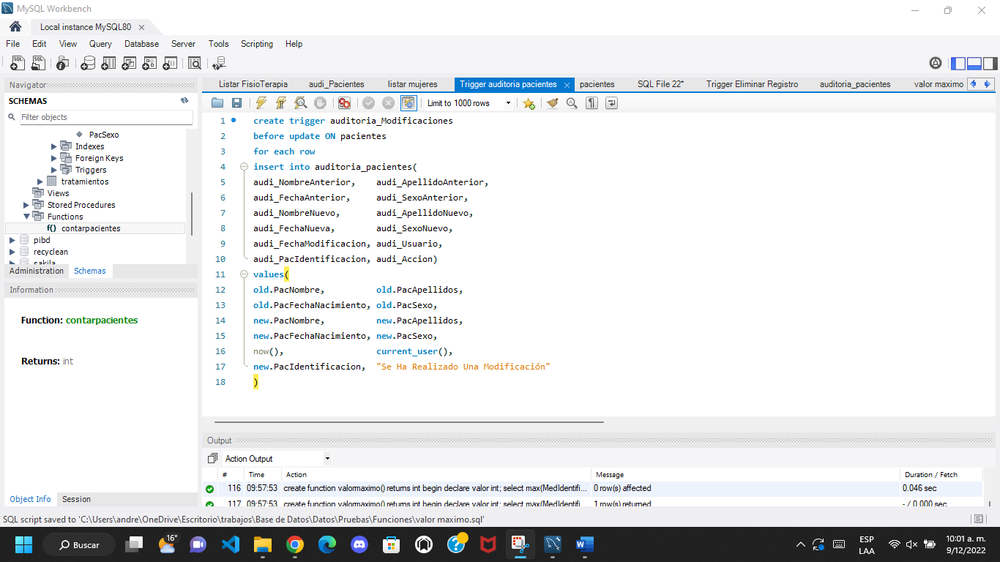 MySQL Workbench
Local instance MySQL80
File Edit View Query Database Server Tools Scripting Help
Navigator
SCHEMAS
Filter objects
PacSexo
Indexes
Foreign Keys
Triggers
tratamientos
Views
Stored Procedures
Functions
f() contarpacientes
pibd
recyclean
sakila
Administration Schemas
Information
Function: contarpacientes
Returns: int
Object Info Session
Listar FisioTerapia audi_Pacientes listar mujeres Trigger auditoria pacientes pacientes SQL File 22* Trigger Eliminar Registro auditoria_pacientes valor maximo
Limit to 1000 rows
1 create trigger auditoria_Modificaciones
2 before update ON pacientes
3 for each row
4 insert into auditoria_pacientes(
5 audi_NombreAnterior, audi_ApellidoAnterior,
6 audi_FechaAnterior, audi_SexoAnterior,
7 audi_NombreNuevo, audi_ApellidoNuevo,
8 audi_FechaNueva, audi_SexoNuevo,
9 audi_FechaModificacion, audi_Usuario,
10 audi_PacIdentificacion, audi_Accion)
11 values(
12 old.PacNombre, old.PacApellidos,
13 old.PacFechaNacimiento, old.PacSexo,
14 new.PacNombre, new.PacApellidos,
15 new.PacFechaNacimiento, new.PacSexo,
16 now(), current_user(),
17 new.PacIdentificacion, "Se Ha Realizado Una Modificación"
18 )
Output
Action Output
# Time Action Message Duration / Fetch
116 09:57:53 create function valormaximo() returns int begin declare valor int; select max(MedIdentifi... 0 row(s) affected 0.046 sec
117 09:57:53 create function valormaximo() returns int begin declare valor int; select max(MedIdentifi... 1 row(s) returned - / 0.000 sec
SQL script saved to 'C:\Users\andre\OneDrive\Escritorio\trabajos\Base de Datos\Datos\Pruebas\Funciones\valor maximo.sql'
Buscar
16°
ESP
LAA
10:01 a. m.
9/12/2022